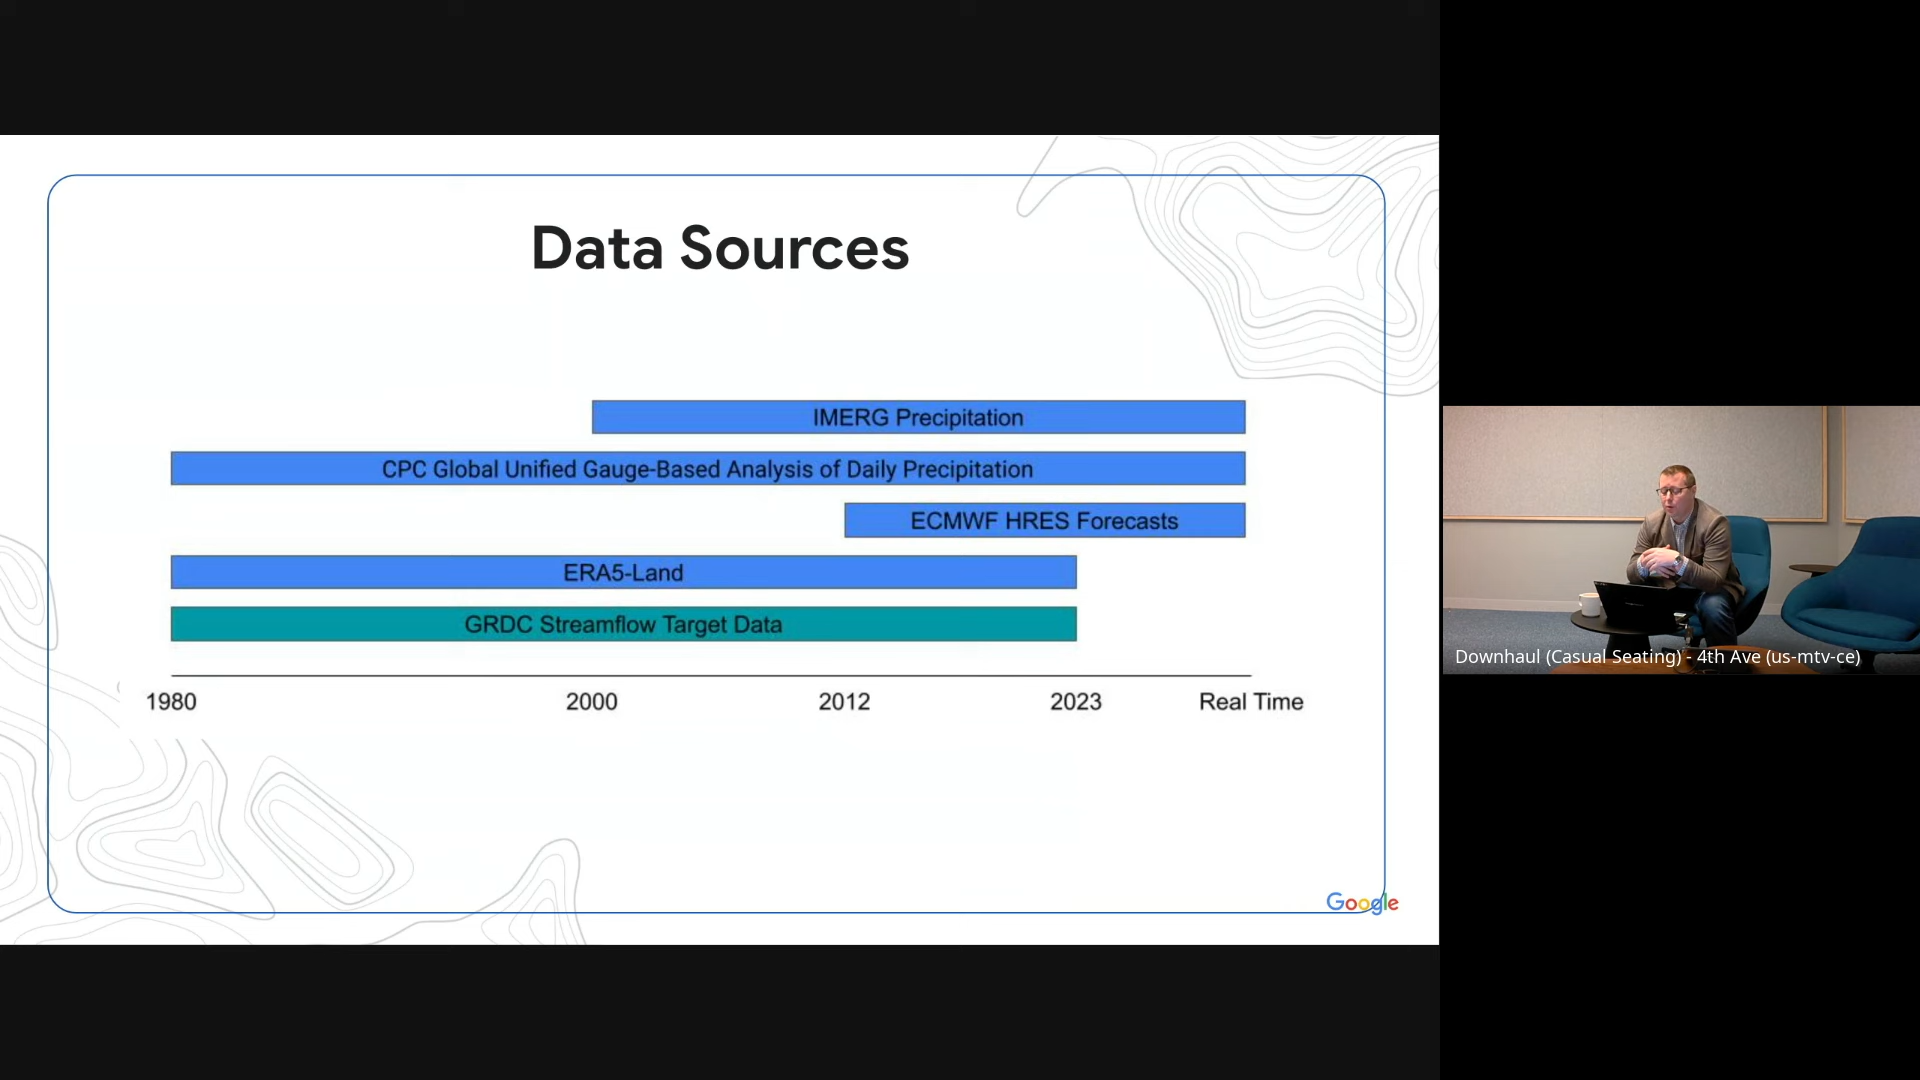 Data Sources
IMERG Precipitation
CPC Global Unified Gauge-Based Analysis of Daily Precipitation
ECMWF HRES Forecasts
ERA5-Land
GRDC Streamflow Target Data
1980 2000 2012 2023 Real Time
Google
Downhaul (Casual Seating) - 4th Ave (us-mtv-ce)